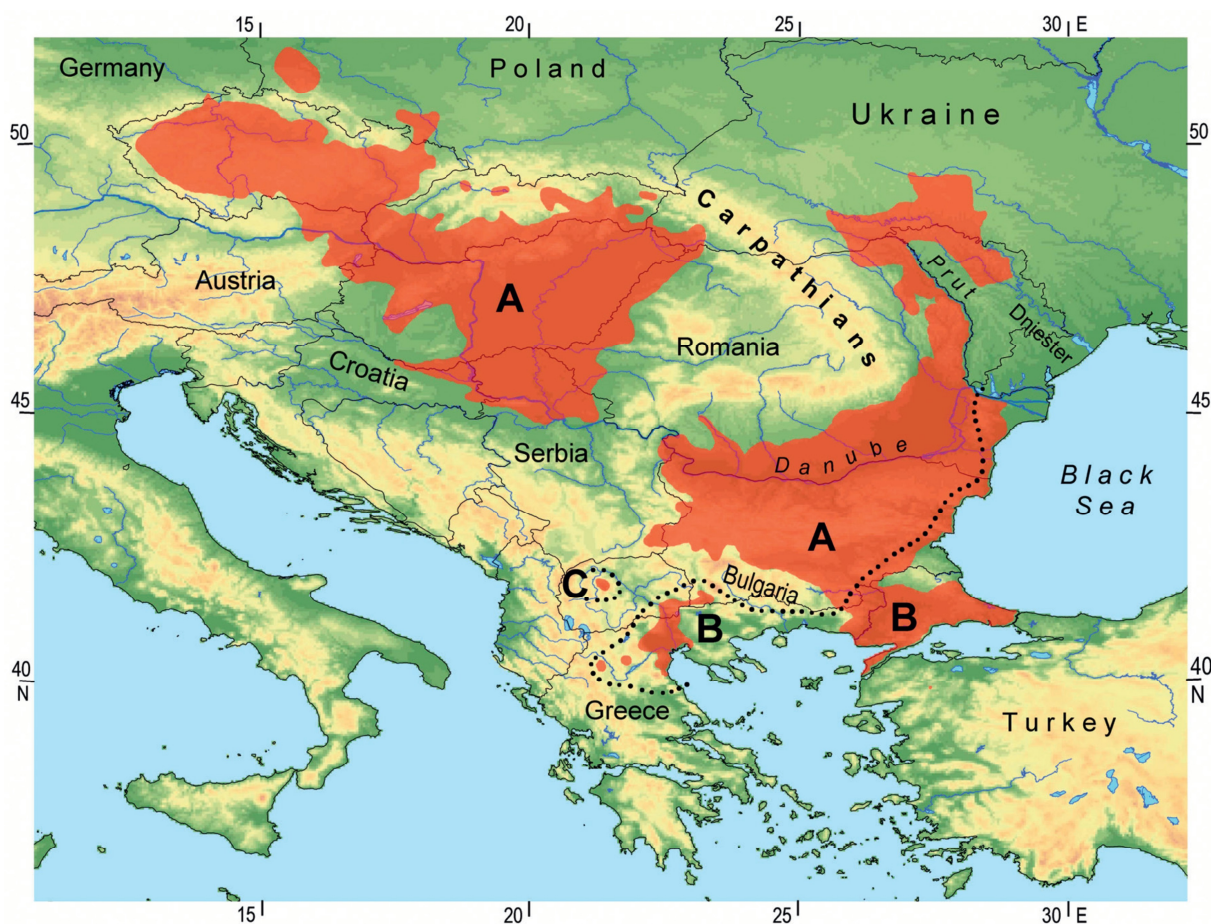 15 20 25 30 E
Germany
Poland
Ukraine
50 50
Carpathians
Austria
A
Prut
Dniester
Romania
Croatia
45 45
Serbia
Danube
Black
Sea
A
C
Bulgaria
B
B
40 40
N N
Greece
Turkey
15 20 25 30 E